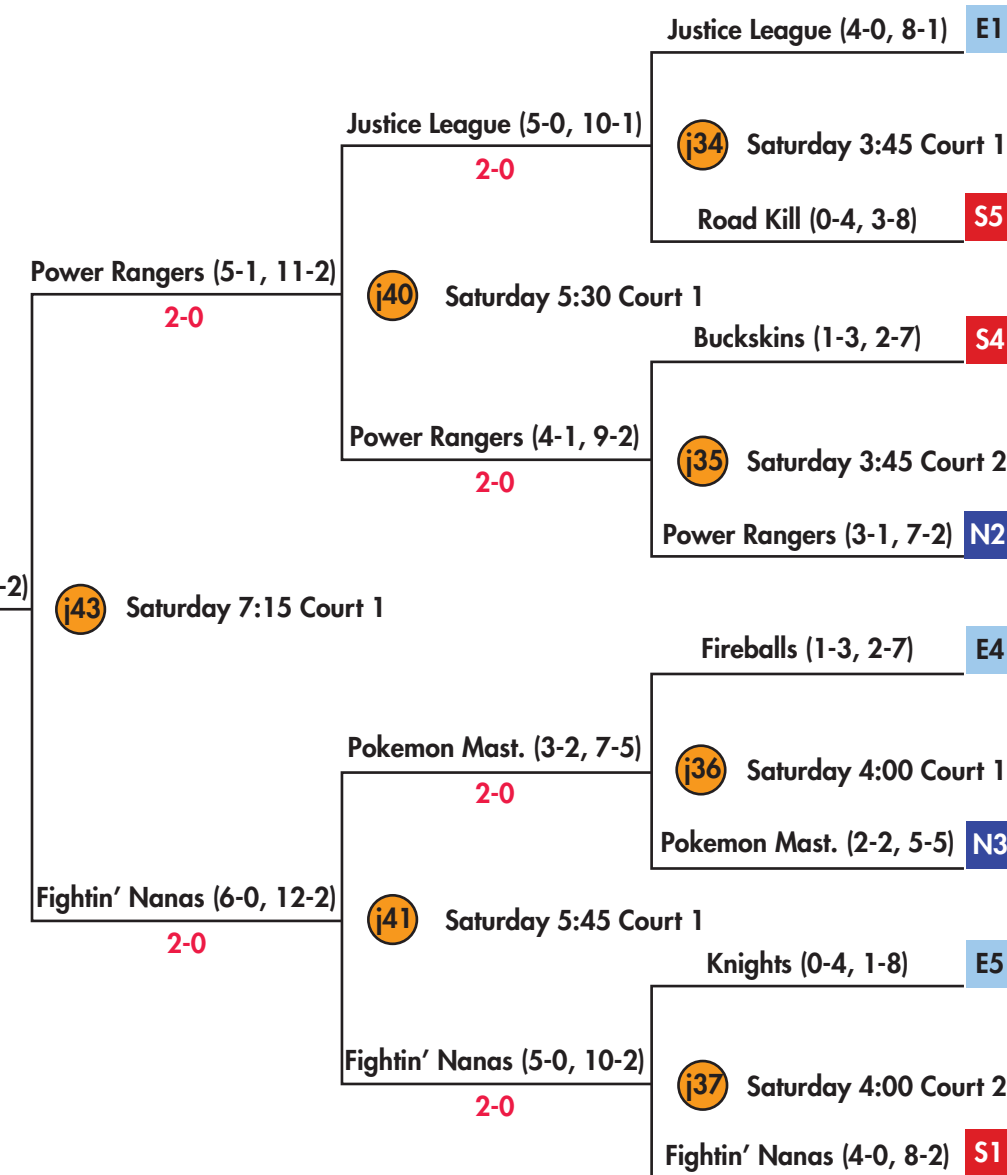 Justice League (4-0, 8-1) E1
Justice League (5-0, 10-1)
j34 Saturday 3:45 Court 1
2-0
Road Kill (0-4, 3-8) S5
Power Rangers (5-1, 11-2)
j40 Saturday 5:30 Court 1
2-0
Buckskins (1-3, 2-7) S4
Power Rangers (4-1, 9-2)
j35 Saturday 3:45 Court 2
2-0
Power Rangers (3-1, 7-2) N2
-2)
j43 Saturday 7:15 Court 1
Fireballs (1-3, 2-7) E4
Pokemon Mast. (3-2, 7-5)
j36 Saturday 4:00 Court 1
2-0
Pokemon Mast. (2-2, 5-5) N3
Fightin' Nanas (6-0, 12-2)
j41 Saturday 5:45 Court 1
2-0
Knights (0-4, 1-8) E5
Fightin' Nanas (5-0, 10-2)
j37 Saturday 4:00 Court 2
2-0
Fightin' Nanas (4-0, 8-2) S1